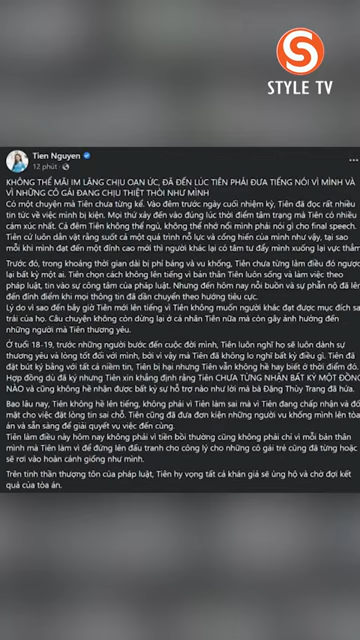 S
STYLE TV
Tien Nguyen
12 phút
KHÔNG THỂ MÃI IM LẶNG CHỊU OAN ỨC, ĐÃ ĐẾN LÚC TIÊN PHẢI ĐƯA TIẾNG NÓI VÌ MÌNH VÀ
VÌ NHỮNG CÔ GÁI ĐANG CHỊU THIỆT THÒI NHƯ MÌNH
Có một chuyện mà Tiên chưa từng kể. Vào đêm trước ngày cuối nhiệm kỳ, Tiên đã đọc rất nhiều
tin tức về việc mình bị kiện. Mọi thứ xảy đến vào đúng lúc thời điểm tâm trạng mà Tiên có nhiều
cảm xúc nhất. Cả đêm Tiên không thể ngủ, không thể nhớ nổi mình phải nói gì cho final speech.
Tiên cứ luôn dằn vặt rằng suốt cả một quá trình nỗ lực và cống hiến của mình như vậy, tại sao
mỗi khi mình đạt đến một đỉnh cao mới thì người khác lại có tâm tư đẩy mình xuống lại vực thẳm
Trước đó, trong khoảng thời gian dài bị phỉ báng và vu khống, Tiên chưa từng làm điều đó ngược
lại bất kỳ một ai. Tiên chọn cách không lên tiếng vì bản thân Tiên luôn sống và làm việc theo
pháp luật, tin vào sự công tâm của pháp luật. Nhưng đến hôm nay nỗi buồn và sự phẫn nộ đã lên
đến đỉnh điểm khi mọi thông tin đã dần chuyển theo hướng tiêu cực.
Lý do vì sao đến bây giờ Tiên mới lên tiếng vì Tiên không muốn người khác đạt được mục đích sa
trái của họ. Câu chuyện không còn dừng lại ở cá nhân Tiên nữa mà còn gây ảnh hưởng đến
những người mà Tiên thương yêu.
Ở tuổi 18-19, trước những người bước đến cuộc đời mình, Tiên luôn nghĩ họ sẽ luôn dành sự
thương yêu và lòng tốt đối với mình, bởi vì vậy mà Tiên đã không lo nghĩ bất kỳ điều gì. Tiên đã
đặt bút ký bằng với tất cả niềm tin, Tiên bị hại nhưng Tiên vẫn không hề hay biết ở thời điểm đó.
Hợp đồng dù đã ký nhưng Tiên xin khẳng định rằng Tiên CHƯA TỪNG NHẬN BẤT KỲ MỘT ĐỒNG
NÀO và cũng không hề nhận được bất kỳ sự hỗ trợ nào như lời mà bà Đặng Thùy Trang đã hứa.
Bao lâu nay, Tiên không hề lên tiếng, không phải vì Tiên làm sai mà vì Tiên đang chấp nhận và đố
mặt cho việc đặt lòng tin sai chỗ. Tiên cũng đã đưa đơn kiện những người vu khống mình lên tòa
án và sẵn sàng để giải quyết vụ việc đến cùng.
Tiên làm điều này hôm nay không phải vì tiền bồi thường cũng không phải chỉ vì mỗi bản thân
mình mà Tiên làm vì để đứng lên đấu tranh cho công lý cho những cô gái trẻ cũng đã từng hoặc
sẽ rơi vào hoàn cảnh giống như mình.
Trên tinh thần thượng tôn của pháp luật, Tiên hy vọng tất cả khán giả sẽ ủng hộ và chờ đợi kết
quả của tòa án.